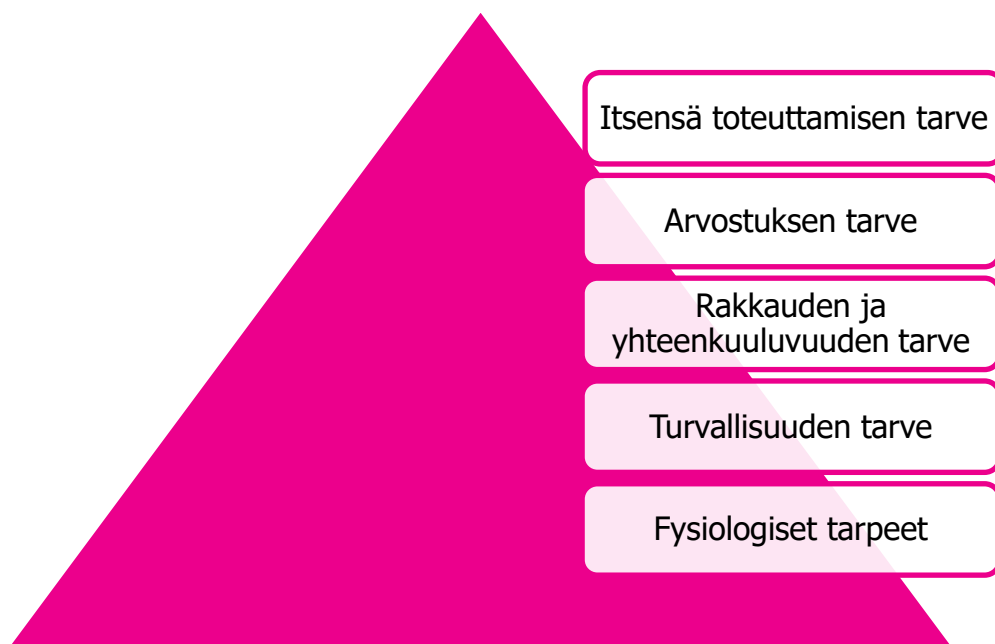 Itsensä toteuttamisen tarve
Arvostuksen tarve
Rakkauden ja
yhteenkuuluvuuden tarve
Turvallisuuden tarve
Fysiologiset tarpeet